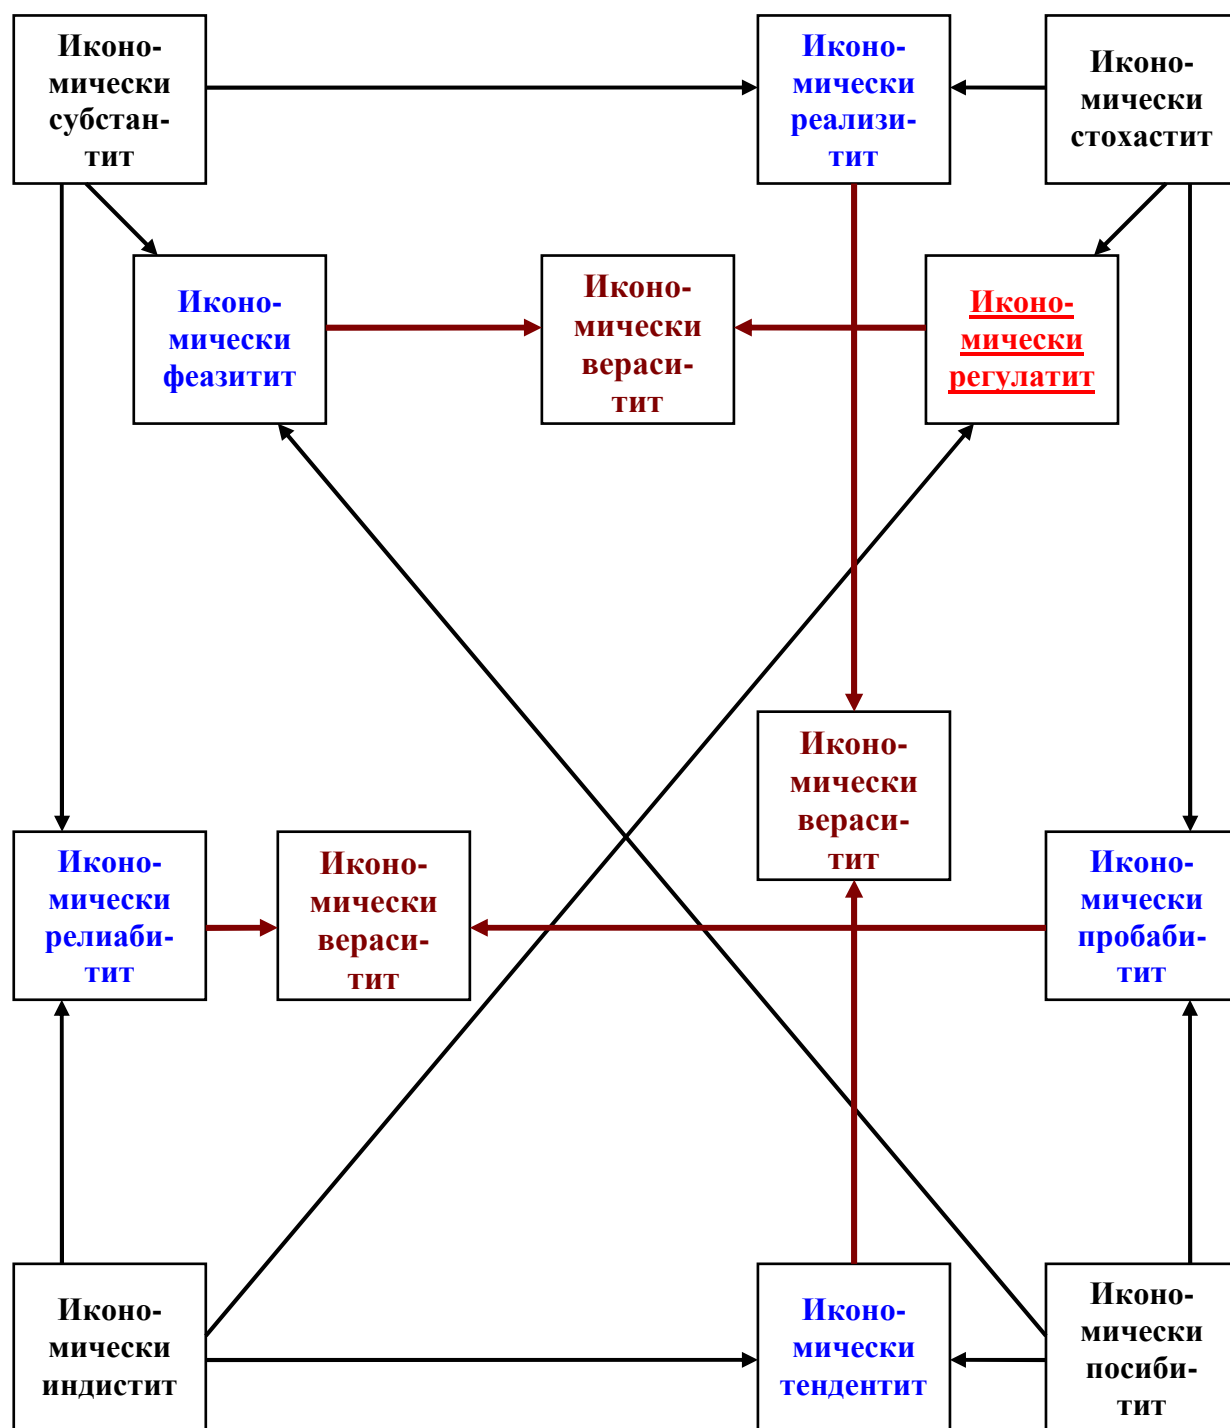 Иконо-
мически
субстан-
тит
Иконо-
мически
реализи-
тит
Иконо-
мически
стохастит
Иконо-
мически
феазитит
Иконо-
мически
вераси-
тит
Иконо-
мически
регулатит
Иконо-
мически
вераси-
тит
Иконо-
мически
релиаби-
тит
Иконо-
мически
вераси-
тит
Иконо-
мически
пробаби-
тит
Иконо-
мически
индистит
Иконо-
мически
тендентит
Иконо-
мически
посиби-
тит